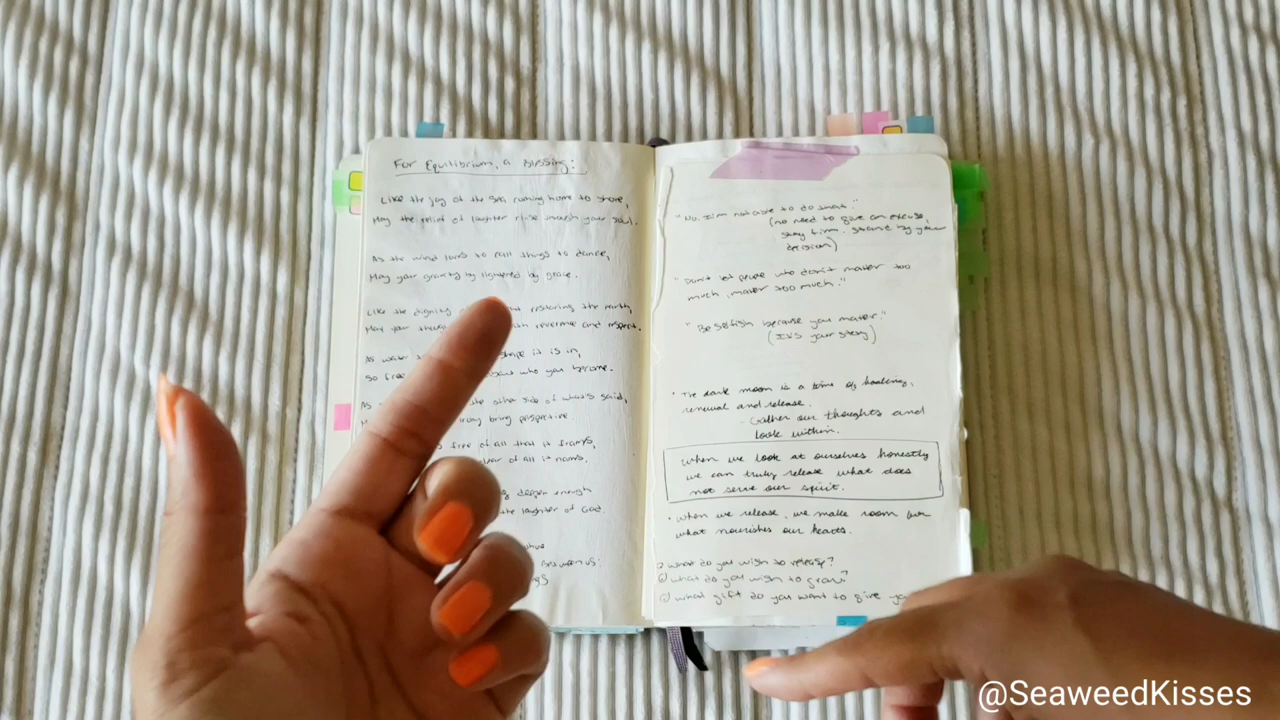 For Equilibrium, a Blessing:
Like the joy of the sea coming home to shore,
May the relief of laughter rinse through your soul.
As the wind loves to call things to dance,
May your gravity by lightened by grace.
Like the dignity restoring the earth,
May your with reverence and respect.
As water shape it is in,
So free who you become.
As the other side of what's said,
irony bring perspective.
free of all that it frames,
of all it names.
deeper enough
the laughter of God.
"No. I'm not able to do that."
(no need to give an excuse,
stay firm. stand by your
decision)
"Don't let people who don't matter too
much, matter too much."
"Be selfish because you matter"
(It's your story)
• The dark moon is a time of healing,
renewal and release.
- Gather our thoughts and
look within.
When we look at ourselves honestly
we can truly release what does
not serve our spirit.
• When we release, we make room for
what nourishes our hearts.
what do you wish to release?
what do you wish to grow?
what gift do you want to give
@SeaweedKisses